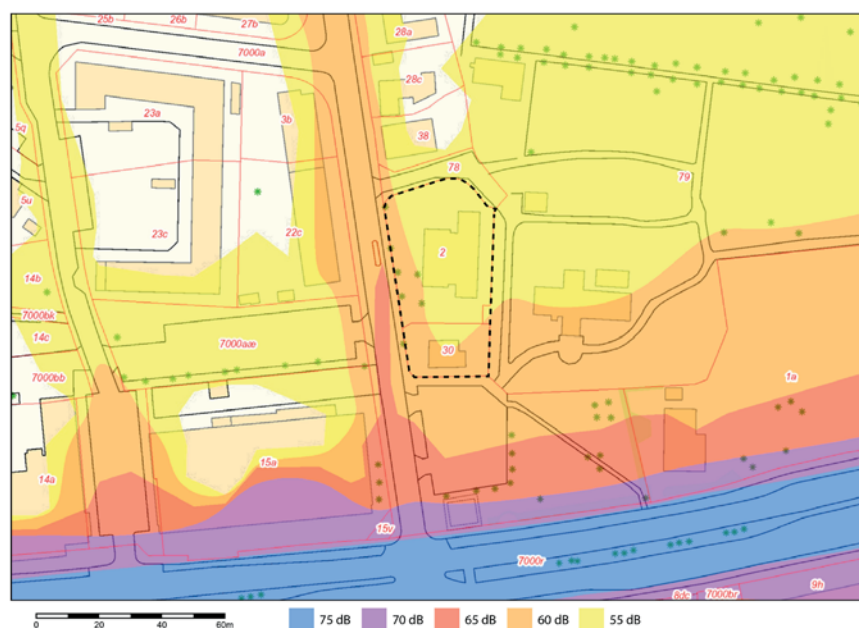 25b 26b 27b
7000a
28a
28c
23a
3b
38
5q
78
79
5u
23c
22c
2
14b
7000bk
14c
7000aæ
30
7000bb
1a
14a
15a
15v
7000r
8dc 7000br 9h
0 20 40 60m
75 dB 70 dB 65 dB 60 dB 55 dB